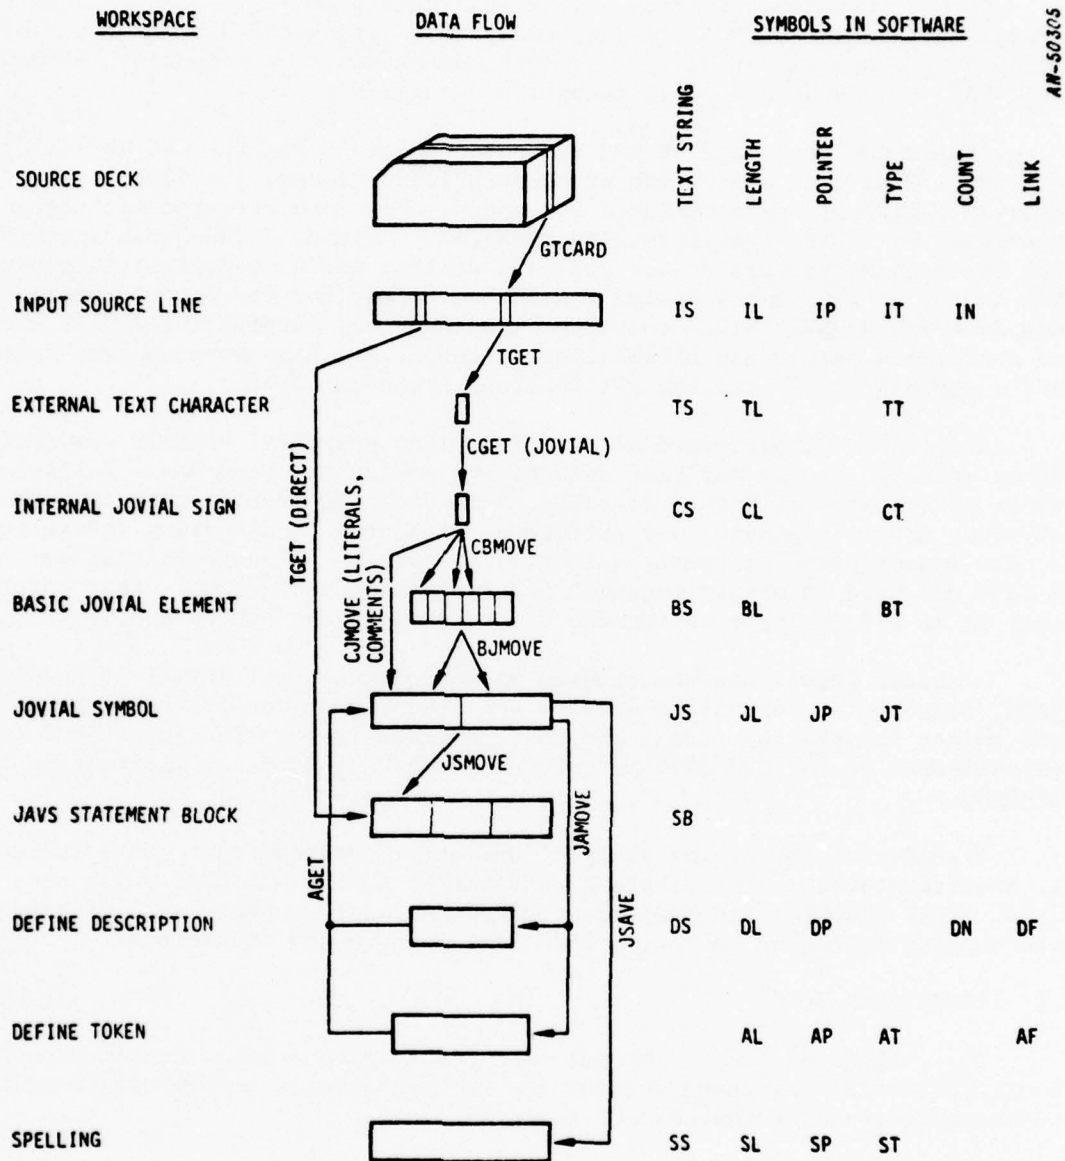 WORKSPACE DATA FLOW SYMBOLS IN SOFTWARE
AN-50305
TEXT STRING
LENGTH
POINTER
TYPE
COUNT
LINK
SOURCE DECK
GTCARD
INPUT SOURCE LINE IS IL IP IT IN
TGET
EXTERNAL TEXT CHARACTER TS TL TT
CGET (JOVIAL)
TGET (DIRECT)
INTERNAL JOVIAL SIGN CS CL CT
CBMOVE
CJMOVE (LITERALS,
COMMENTS)
BASIC JOVIAL ELEMENT BS BL BT
BJMOVE
JOVIAL SYMBOL JS JL JP JT
JSMOVE
JAVS STATEMENT BLOCK SB
JAMOVE
AGET
JSAVE
DEFINE DESCRIPTION DS DL DP DN DF
DEFINE TOKEN AL AP AT AF
SPELLING SS SL SP ST